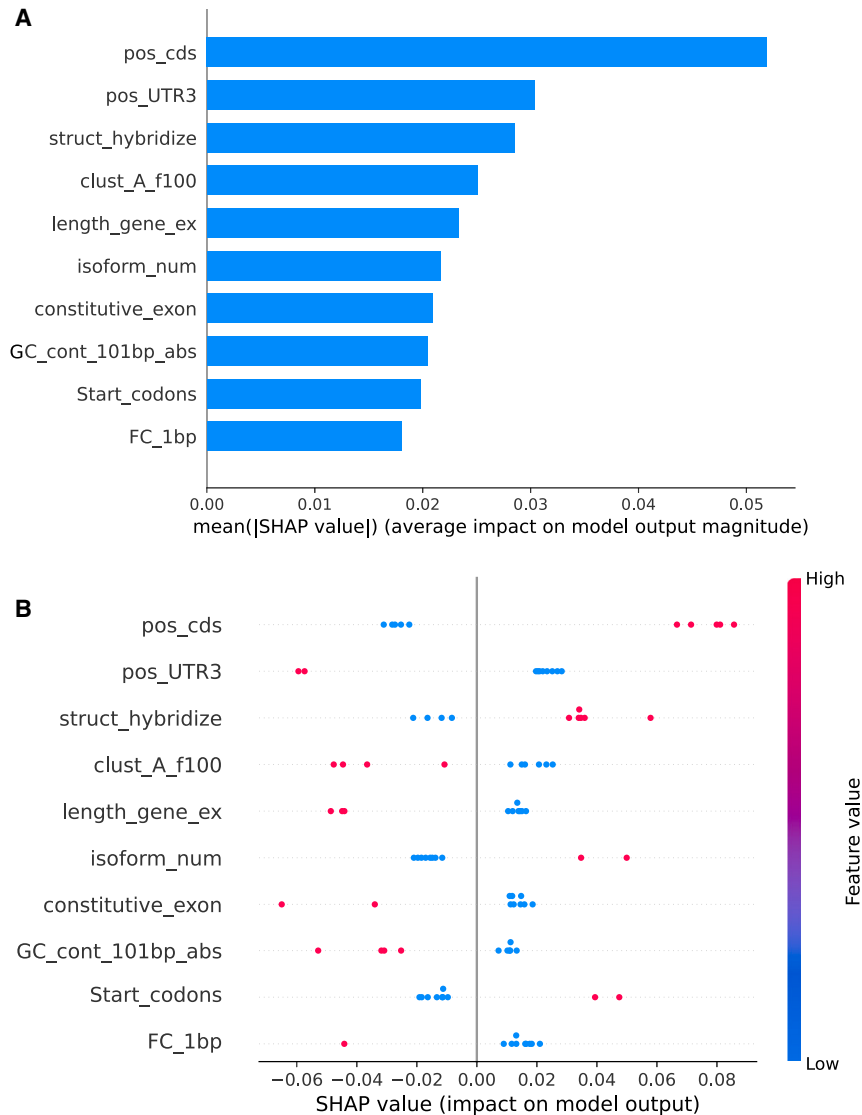 A
pos_cds
pos_UTR3
struct_hybridize
clust_A_f100
length_gene_ex
isoform_num
constitutive_exon
GC_cont_101bp_abs
Start_codons
FC_1bp
0.00 0.01 0.02 0.03 0.04 0.05
mean(|SHAP value|) (average impact on model output magnitude)
B
High
pos_cds
pos_UTR3
struct_hybridize
clust_A_f100
length_gene_ex
isoform_num
constitutive_exon
GC_cont_101bp_abs
Start_codons
FC_1bp
Feature value
Low
−0.06 −0.04 −0.02 0.00 0.02 0.04 0.06 0.08
SHAP value (impact on model output)